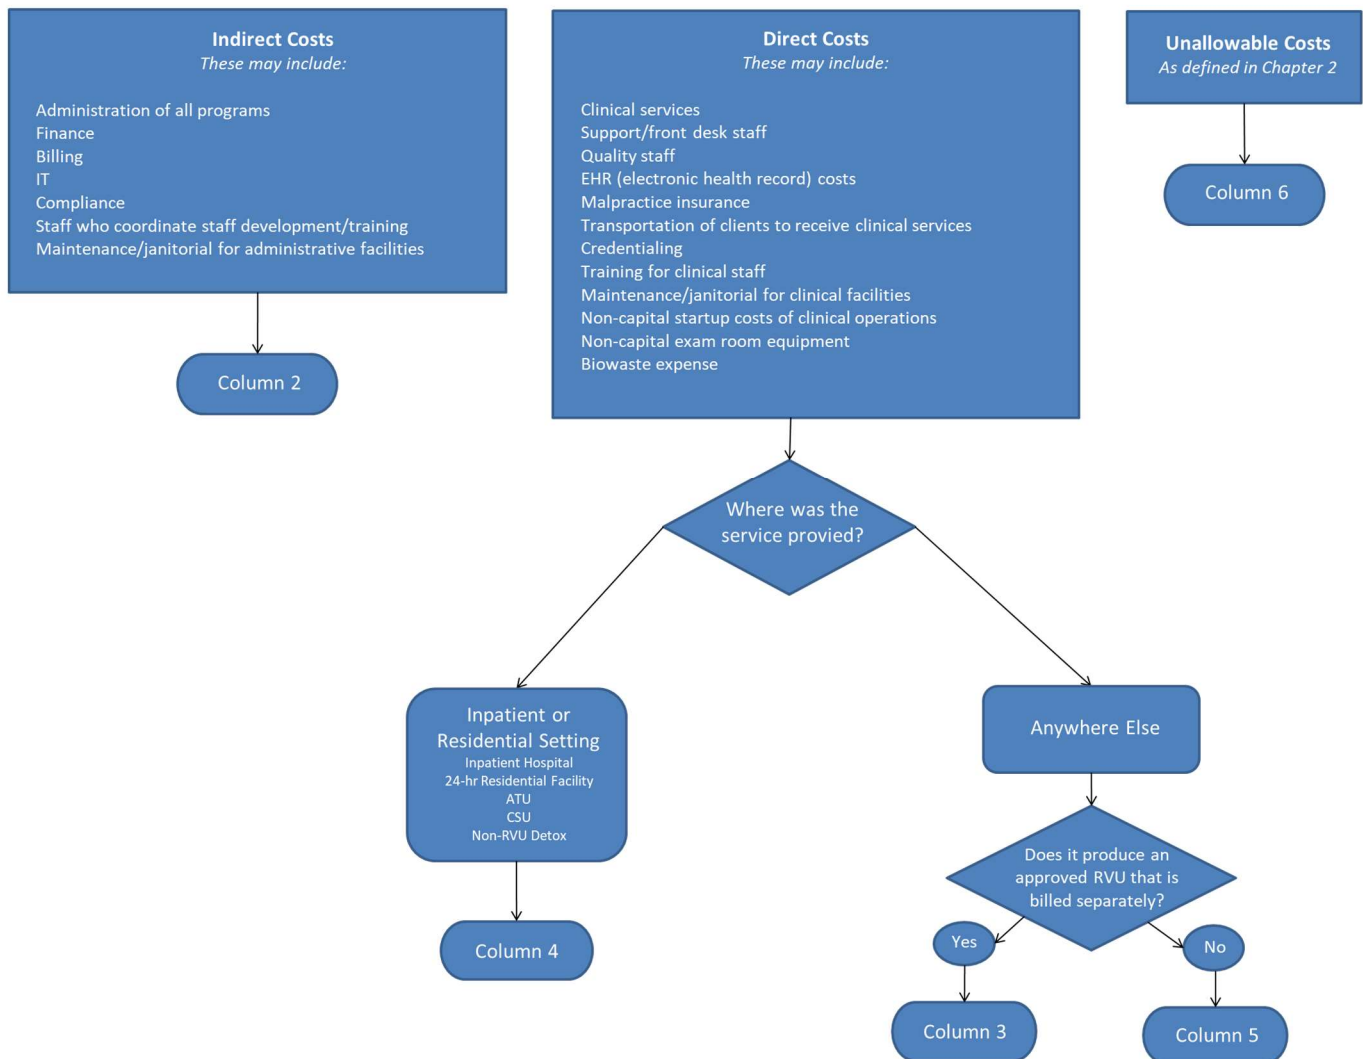 Indirect Costs
These may include:
Administration of all programs
Finance
Billing
IT
Compliance
Staff who coordinate staff development/training
Maintenance/janitorial for administrative facilities
Column 2
Direct Costs
These may include:
Clinical services
Support/front desk staff
Quality staff
EHR (electronic health record) costs
Malpractice insurance
Transportation of clients to receive clinical services
Credentialing
Training for clinical staff
Maintenance/janitorial for clinical facilities
Non-capital startup costs of clinical operations
Non-capital exam room equipment
Biowaste expense
Unallowable Costs
As defined in Chapter 2
Column 6
Where was the
service provied?
Inpatient or
Residential Setting
Inpatient Hospital
24-hr Residential Facility
ATU
CSU
Non-RVU Detox
Column 4
Anywhere Else
Does it produce an
approved RVU that is
billed separately?
Yes
No
Column 3
Column 5